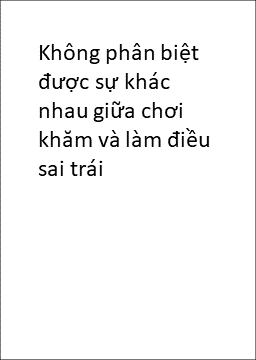 Không phân biệt
được sự khác
nhau giữa chơi
khăm và làm điều
sai trái